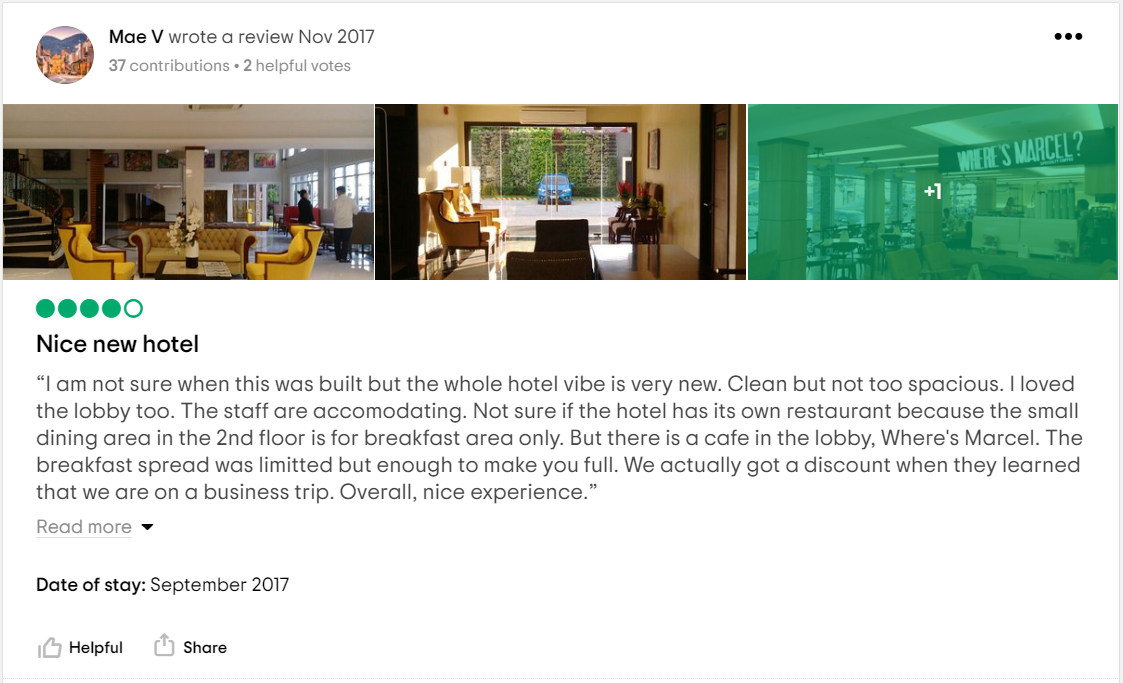 Mae V wrote a review Nov 2017
37 contributions • 2 helpful votes
WHERE'S MARCEL?
+1
Nice new hotel
“I am not sure when this was built but the whole hotel vibe is very new. Clean but not too spacious. I loved
the lobby too. The staff are accomodating. Not sure if the hotel has its own restaurant because the small
dining area in the 2nd floor is for breakfast area only. But there is a cafe in the lobby, Where's Marcel. The
breakfast spread was limitted but enough to make you full. We actually got a discount when they learned
that we are on a business trip. Overall, nice experience.”
Read more
Date of stay: September 2017
Helpful Share